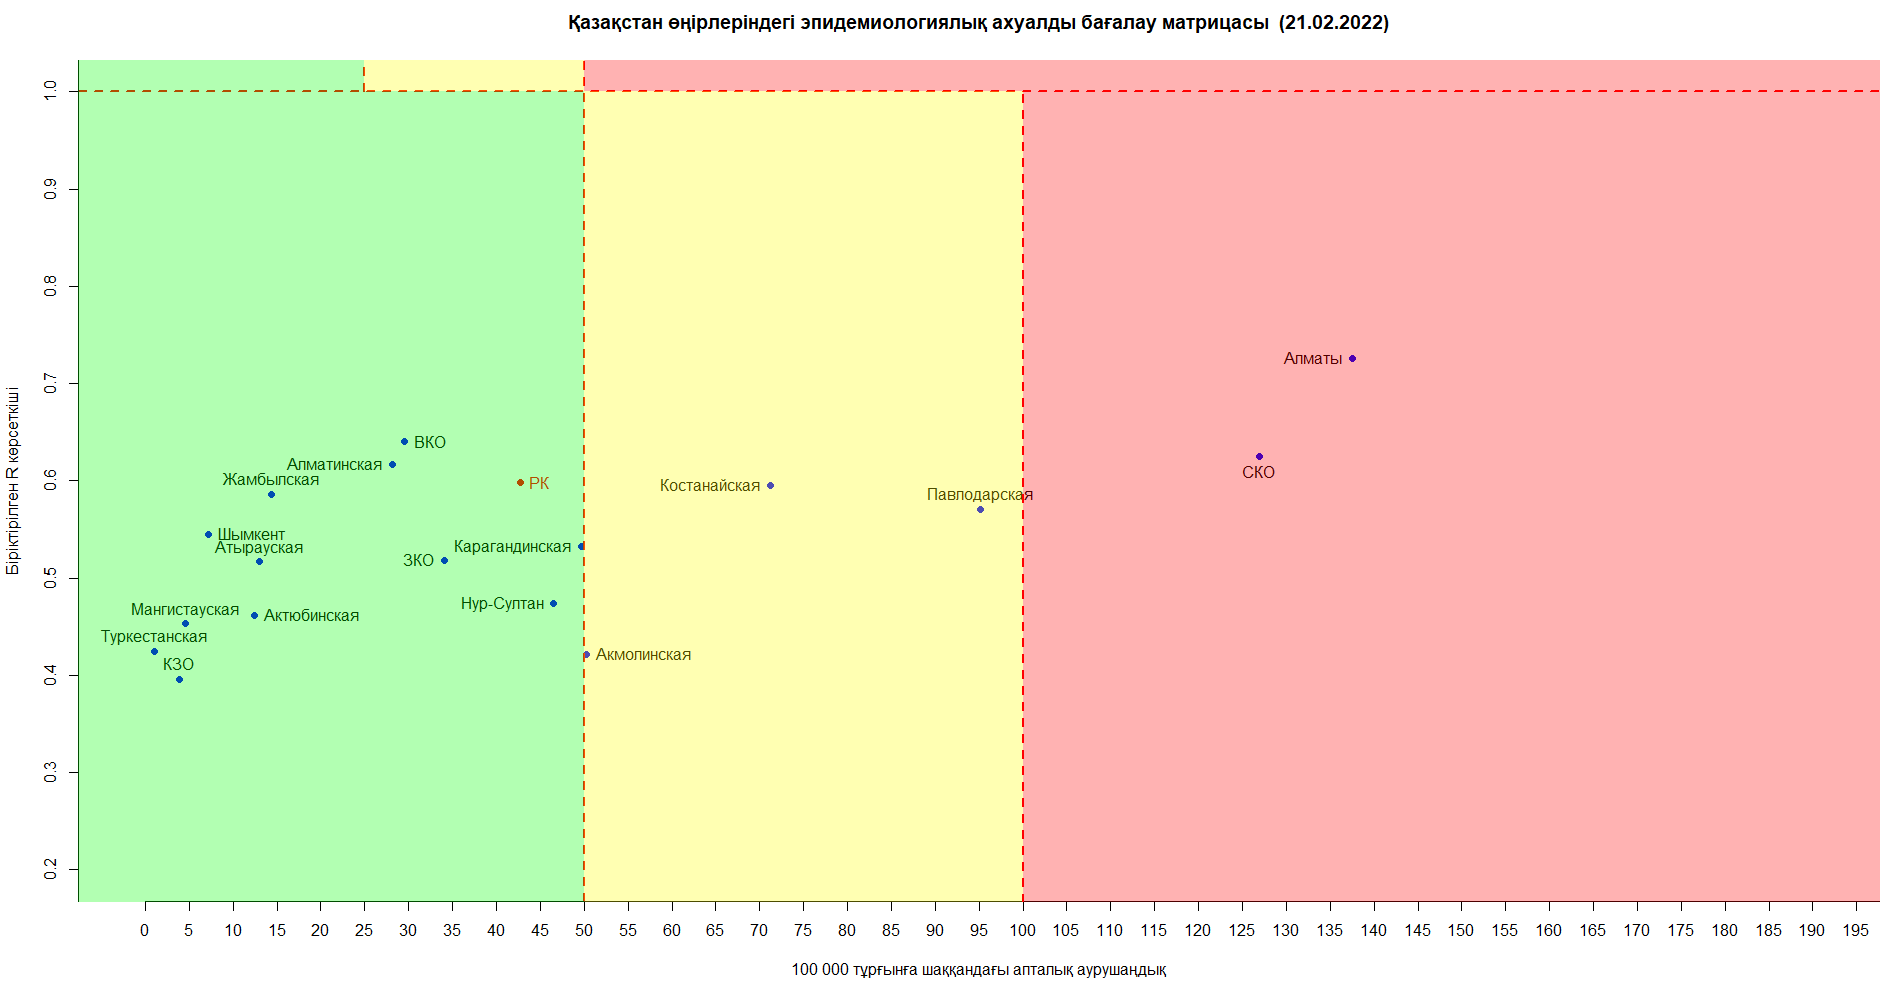 Қазақстан өңірлеріндегі эпидемиологиялық ахуалды бағалау матрицасы (21.02.2022)
1.0
0.9
0.8
0.7
0.6
0.5
0.4
0.3
0.2
Біріктірілген R көрсеткіші
Алматы
ВКО
Алматинская
СКО
Жамбылская
РК
Костанайская
Павлодарская
Шымкент
Атырауская
Карагандинская
ЗКО
Нур-Султан
Мангистауская
Актюбинская
Туркестанская
Акмолинская
КЗО
0 5 10 15 20 25 30 35 40 45 50 55 60 65 70 75 80 85 90 95 100 105 110 115 120 125 130 135 140 145 150 155 160 165 170 175 180 185 190 195
100 000 тұрғынға шаққандағы апталық аурушаңдық